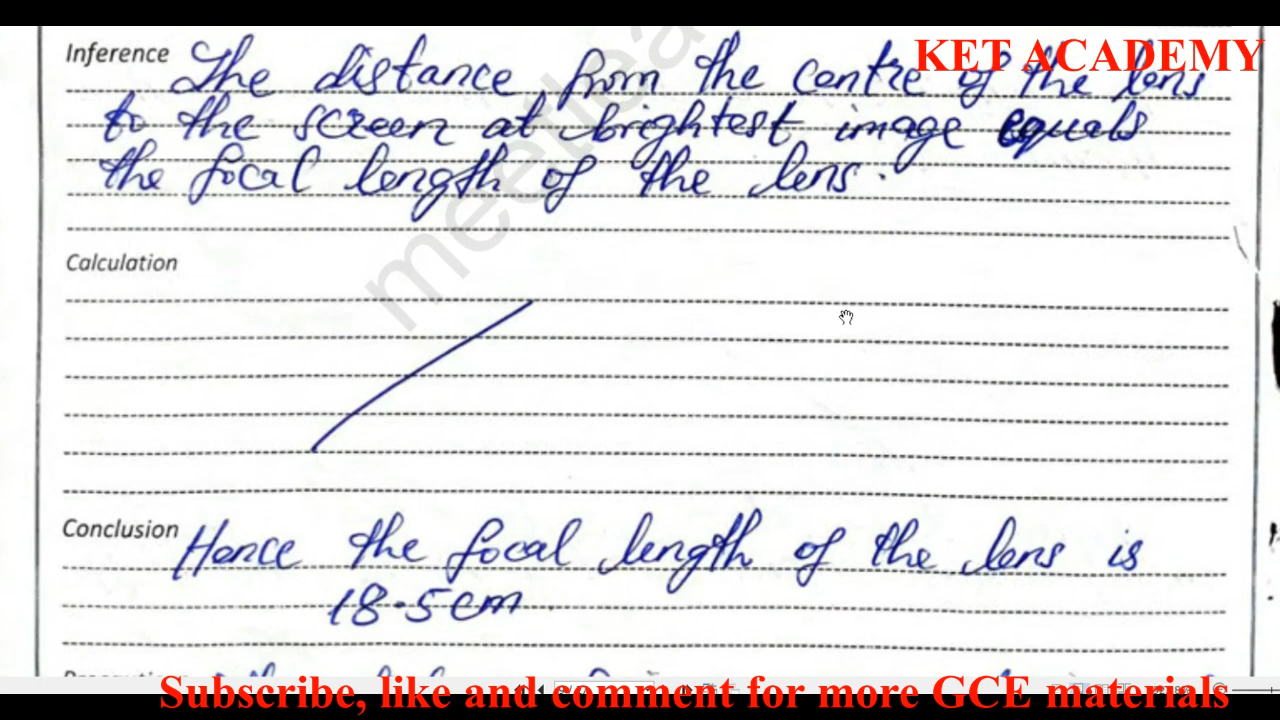 KET ACADEMY
Inference The distance from the centre of the lens
to the screen at brightest image equals
the focal length of the lens.
Calculation
Conclusion Hence the focal length of the lens is
18.5cm
Subscribe, like and comment for more GCE materials